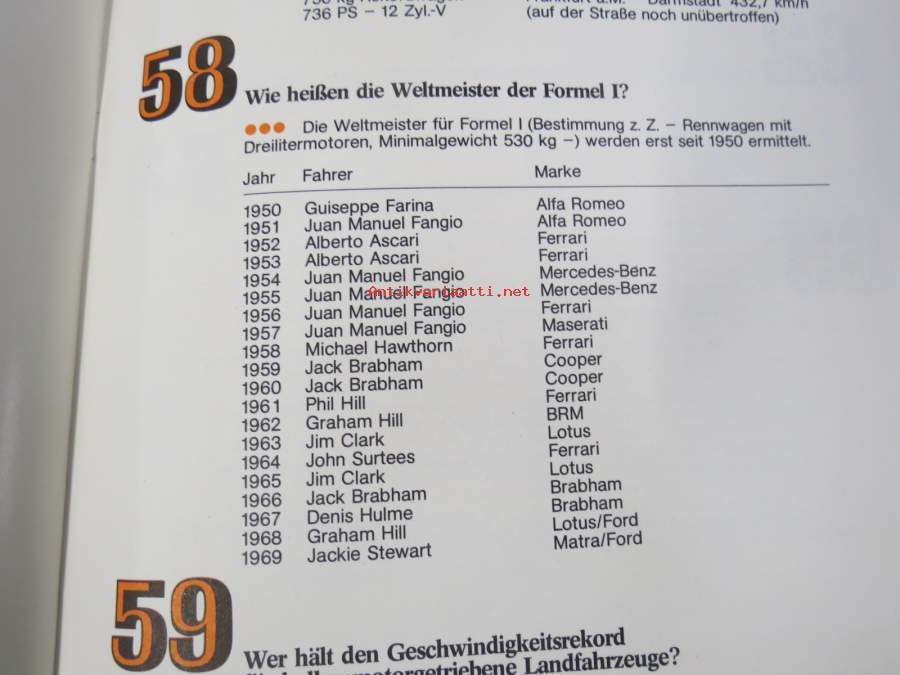 736 PS – 12 Zyl.-V (auf der Straße noch unübertroffen)
58
Wie heißen die Weltmeister der Formel I?
Die Weltmeister für Formel I (Bestimmung z. Z. – Rennwagen mit
Dreilitermotoren, Minimalgewicht 530 kg –) werden erst seit 1950 ermittelt.
Jahr Fahrer Marke
1950 Guiseppe Farina Alfa Romeo
1951 Juan Manuel Fangio Alfa Romeo
1952 Alberto Ascari Ferrari
1953 Alberto Ascari Ferrari
1954 Juan Manuel Fangio Mercedes-Benz
1955 Juan Manuel Fangio Mercedes-Benz
Antikvantaatti.net
1956 Juan Manuel Fangio Ferrari
1957 Juan Manuel Fangio Maserati
1958 Michael Hawthorn Ferrari
1959 Jack Brabham Cooper
1960 Jack Brabham Cooper
1961 Phil Hill Ferrari
1962 Graham Hill BRM
1963 Jim Clark Lotus
1964 John Surtees Ferrari
1965 Jim Clark Lotus
1966 Jack Brabham Brabham
1967 Denis Hulme Brabham
1968 Graham Hill Lotus/Ford
1969 Jackie Stewart Matra/Ford
59
Wer hält den Geschwindigkeitsrekord
motorgetriebene Landfahrzeuge?